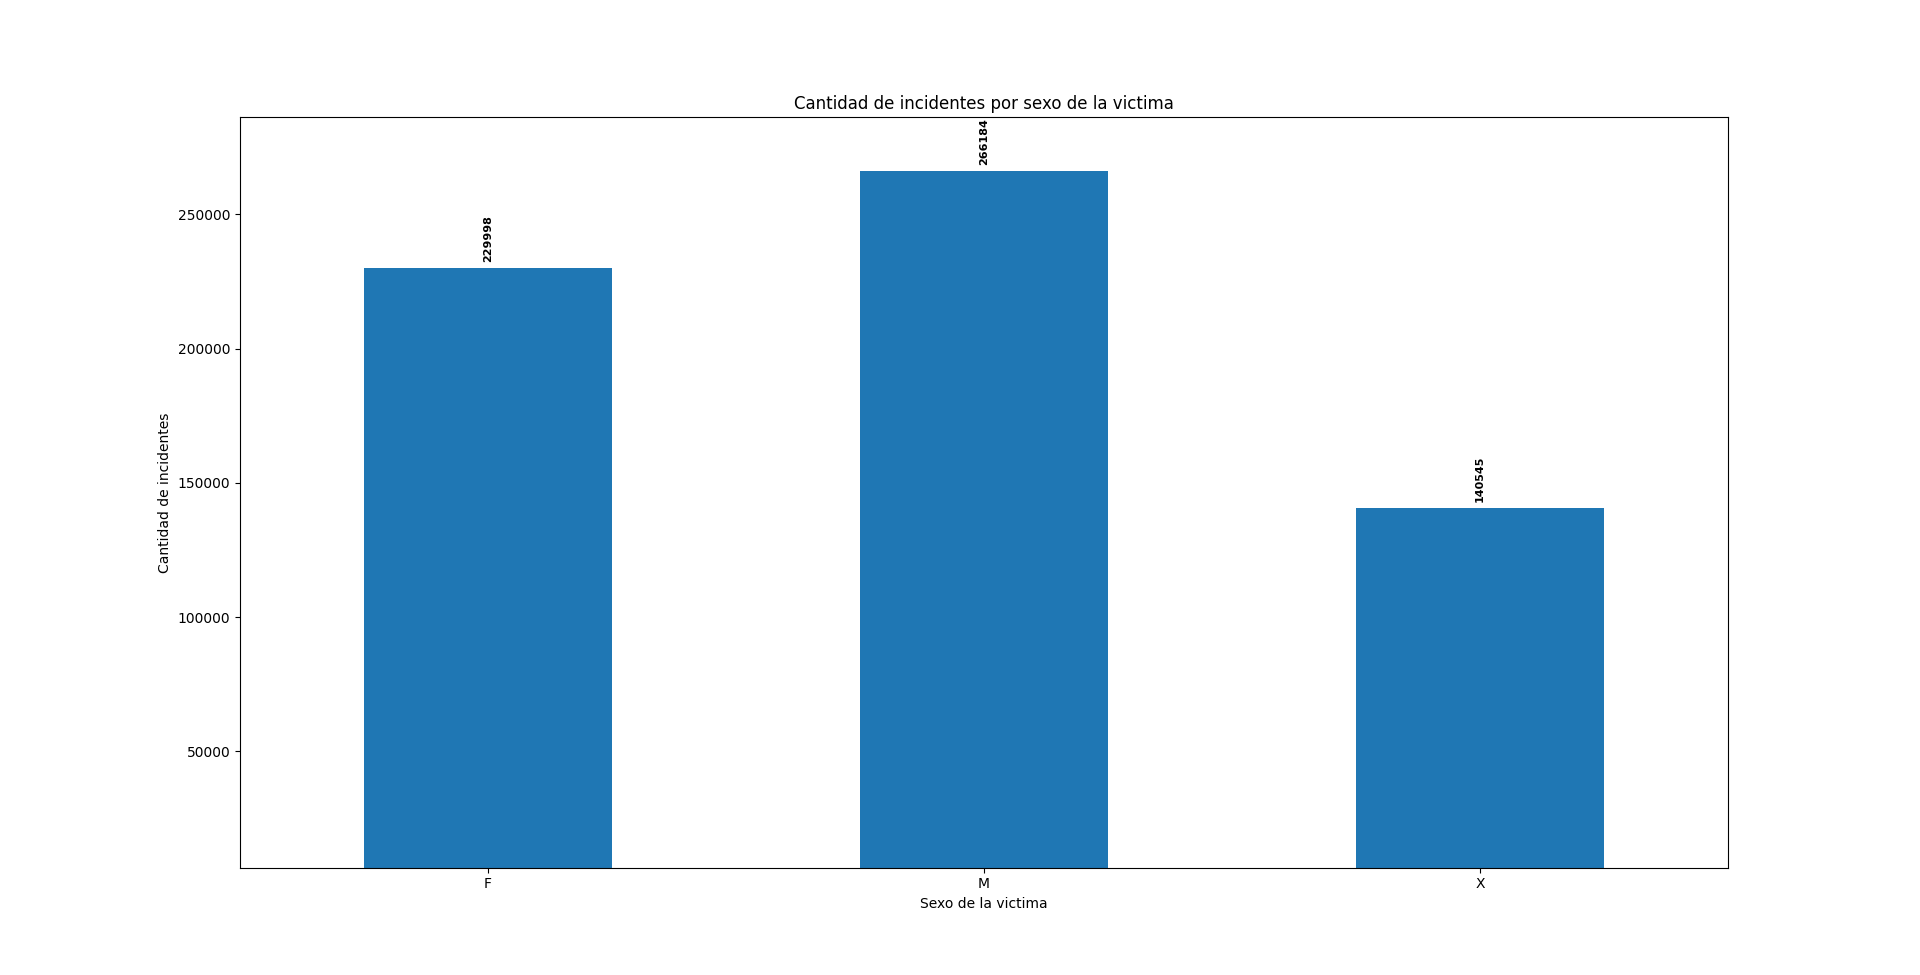 Cantidad de incidentes por sexo de la victima
266184
229998
140545
250000
200000
150000
100000
50000
Cantidad de incidentes
F
M
X
Sexo de la victima